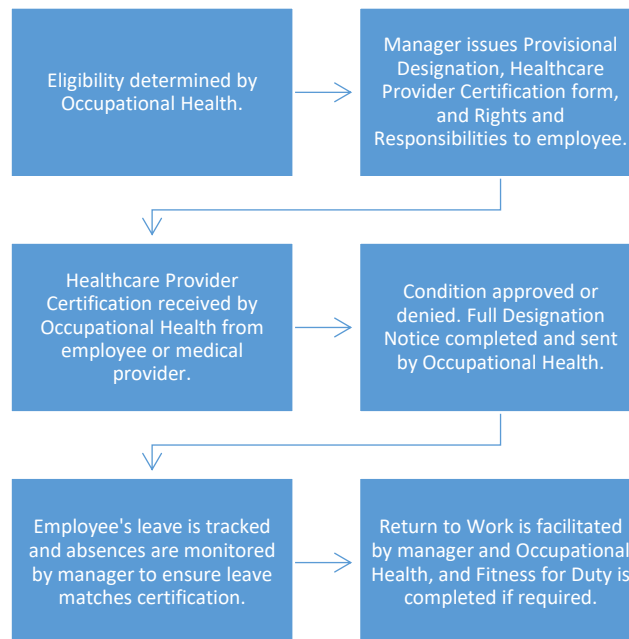 Eligibility determined by
Occupational Health.
Manager issues Provisional
Designation, Healthcare
Provider Certification form,
and Rights and
Responsibilities to employee.
Healthcare Provider
Certification received by
Occupational Health from
employee or medical
provider.
Condition approved or
denied. Full Designation
Notice completed and sent
by Occupational Health.
Employee's leave is tracked
and absences are monitored
by manager to ensure leave
matches certification.
Return to Work is facilitated
by manager and Occupational
Health, and Fitness for Duty is
completed if required.